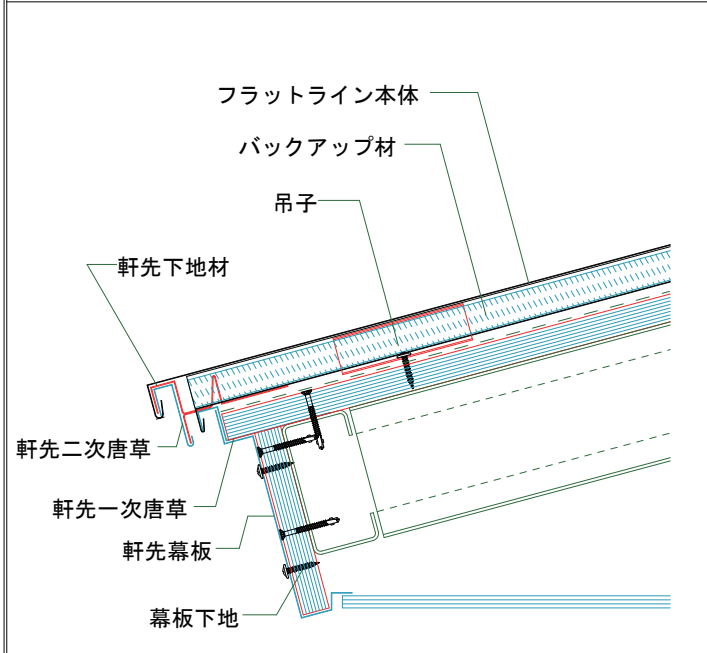 フラットライン本体
バックアップ材
吊子
軒先下地材
軒先二次唐草
軒先一次唐草
軒先幕板
幕板下地